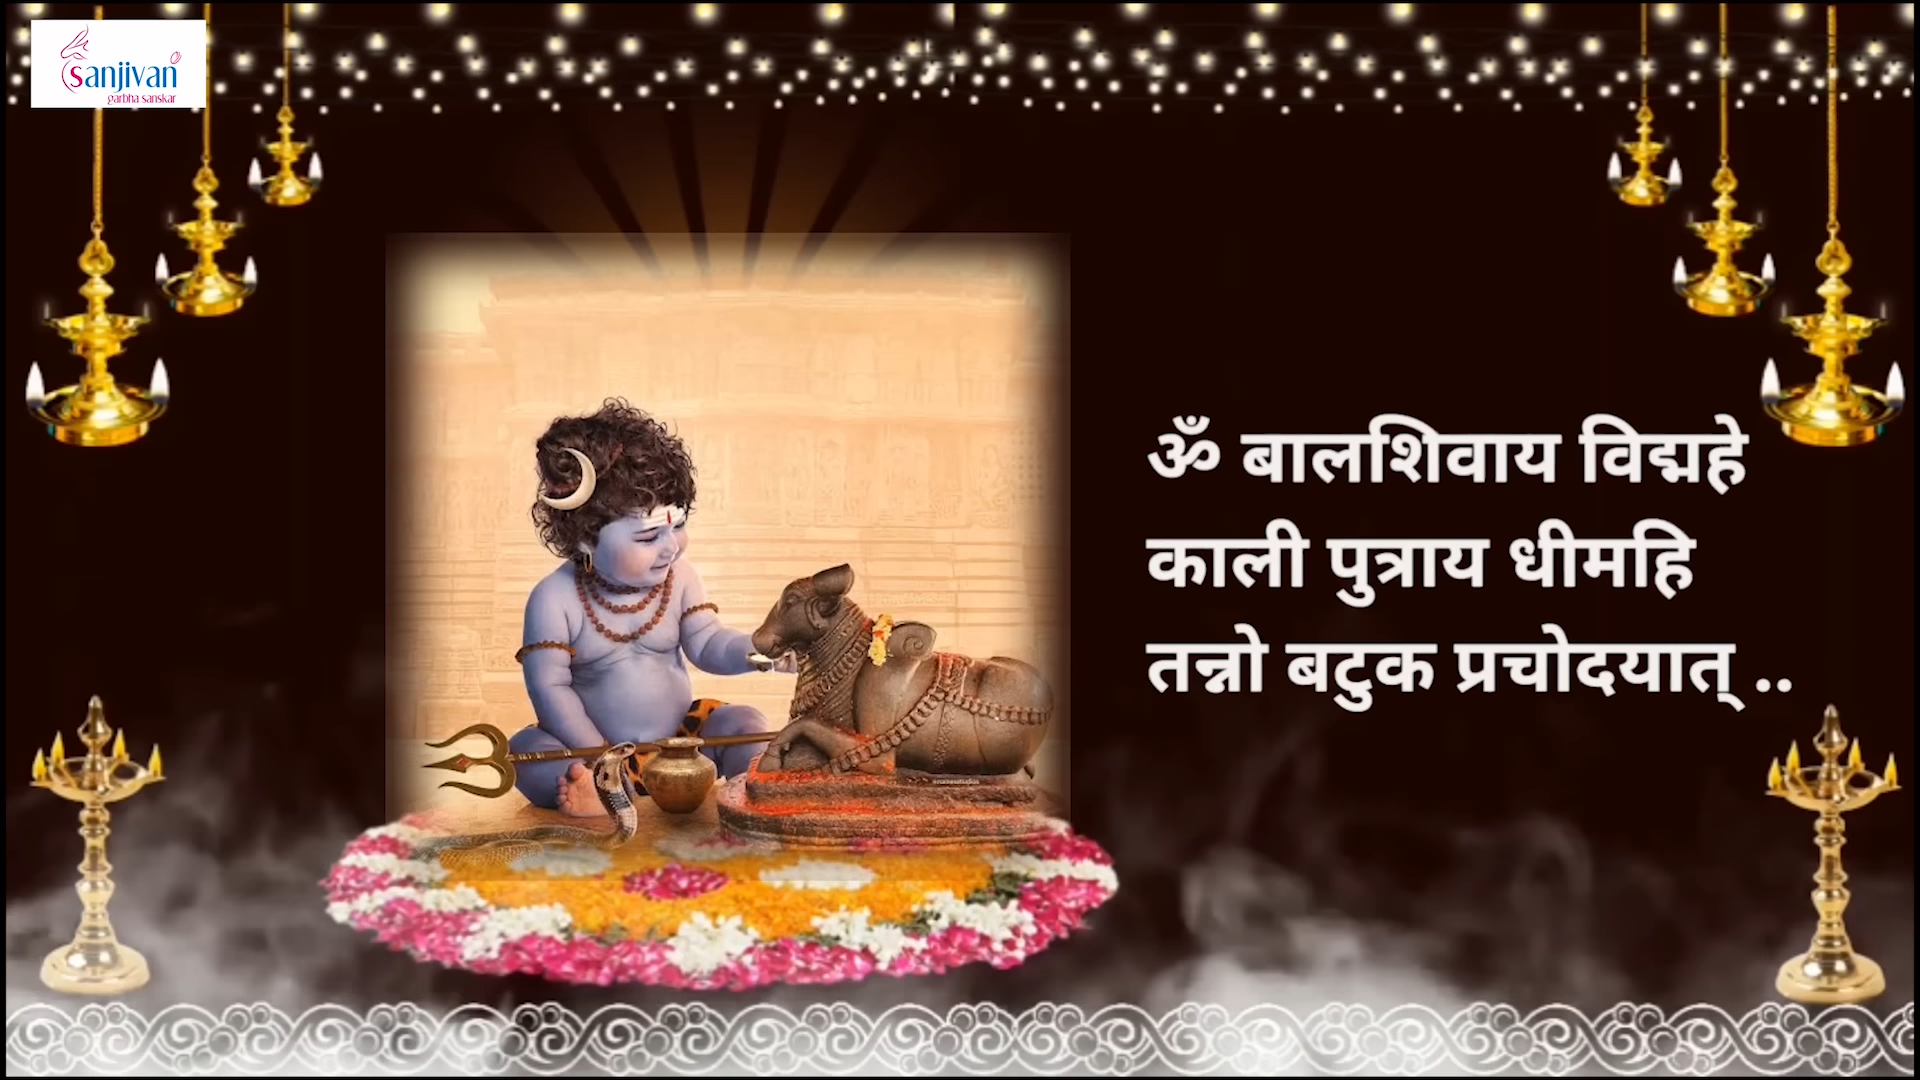 sanjivan
garbha sanskar
ॐ बालशिवाय विद्महे
काली पुत्राय धीमहि
तन्नो बटुक प्रचोदयात् ..